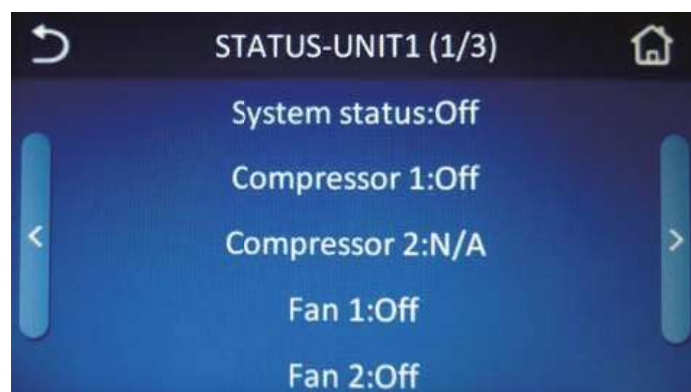 STATUS-UNIT1 (1/3)
System status:Off
Compressor 1:Off
Compressor 2:N/A
< >
Fan 1:Off
Fan 2:Off